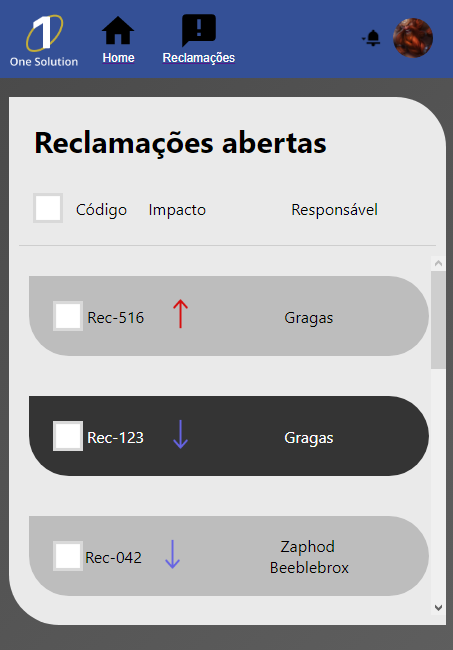 1
One Solution
Home
Reclamações
Reclamações abertas
Código Impacto Responsável
Rec-516 Gragas
Rec-123 Gragas
Rec-042 Zaphod
Beeblebrox